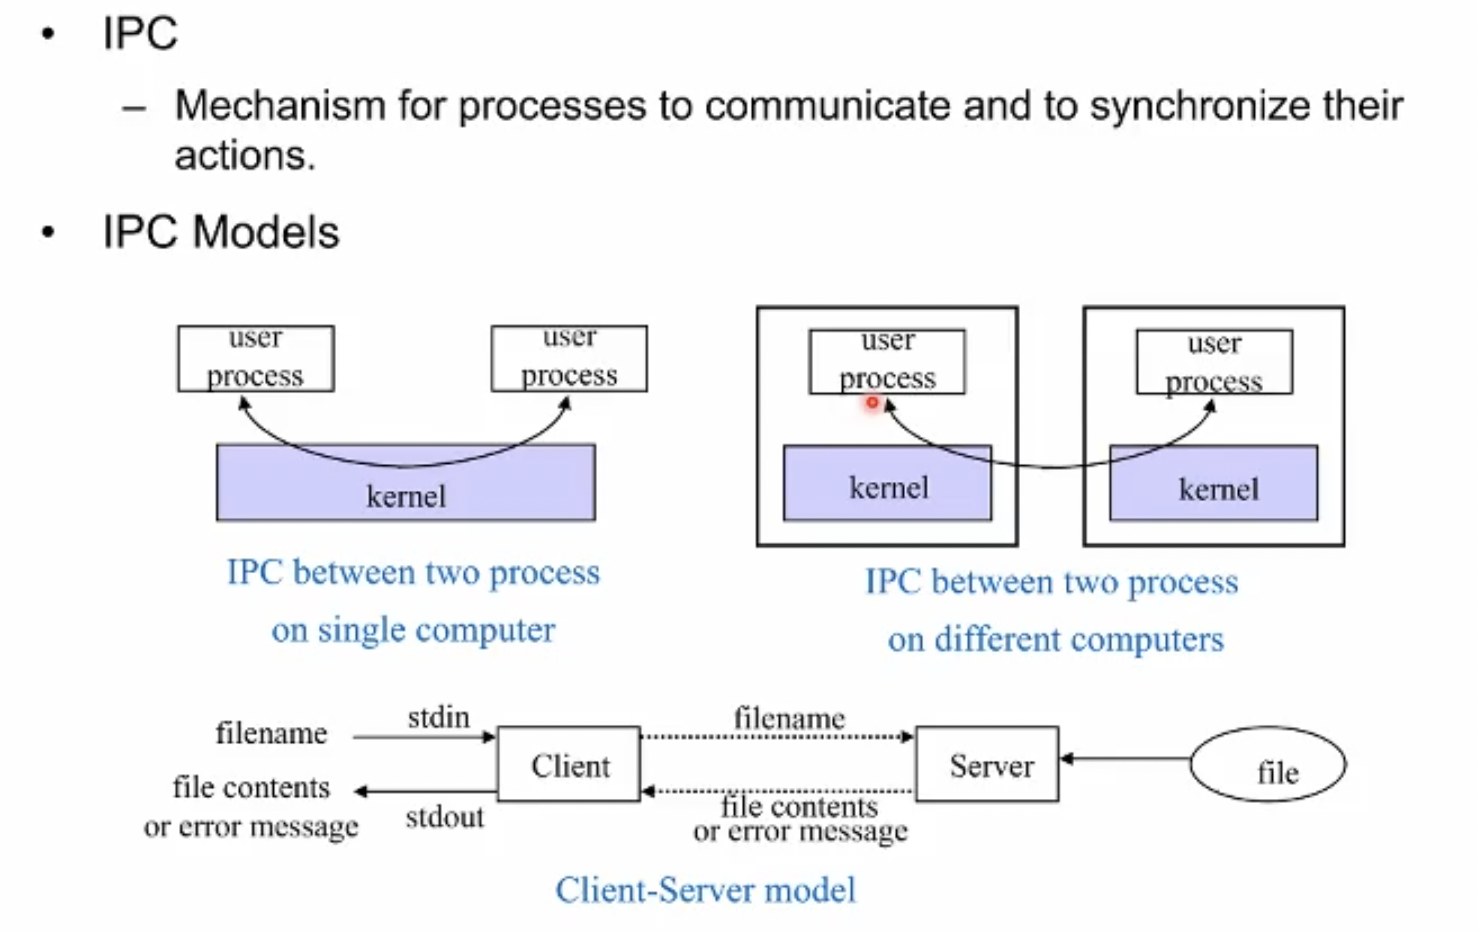 • IPC
– Mechanism for processes to communicate and to synchronize their
actions.
• IPC Models
user
process
user
process
kernel
IPC between two process
on single computer
user
process
kernel
user
process
kernel
IPC between two process
on different computers
filename
stdin
Client
filename
Server
file
file contents
or error message
stdout
file contents
or error message
Client-Server model